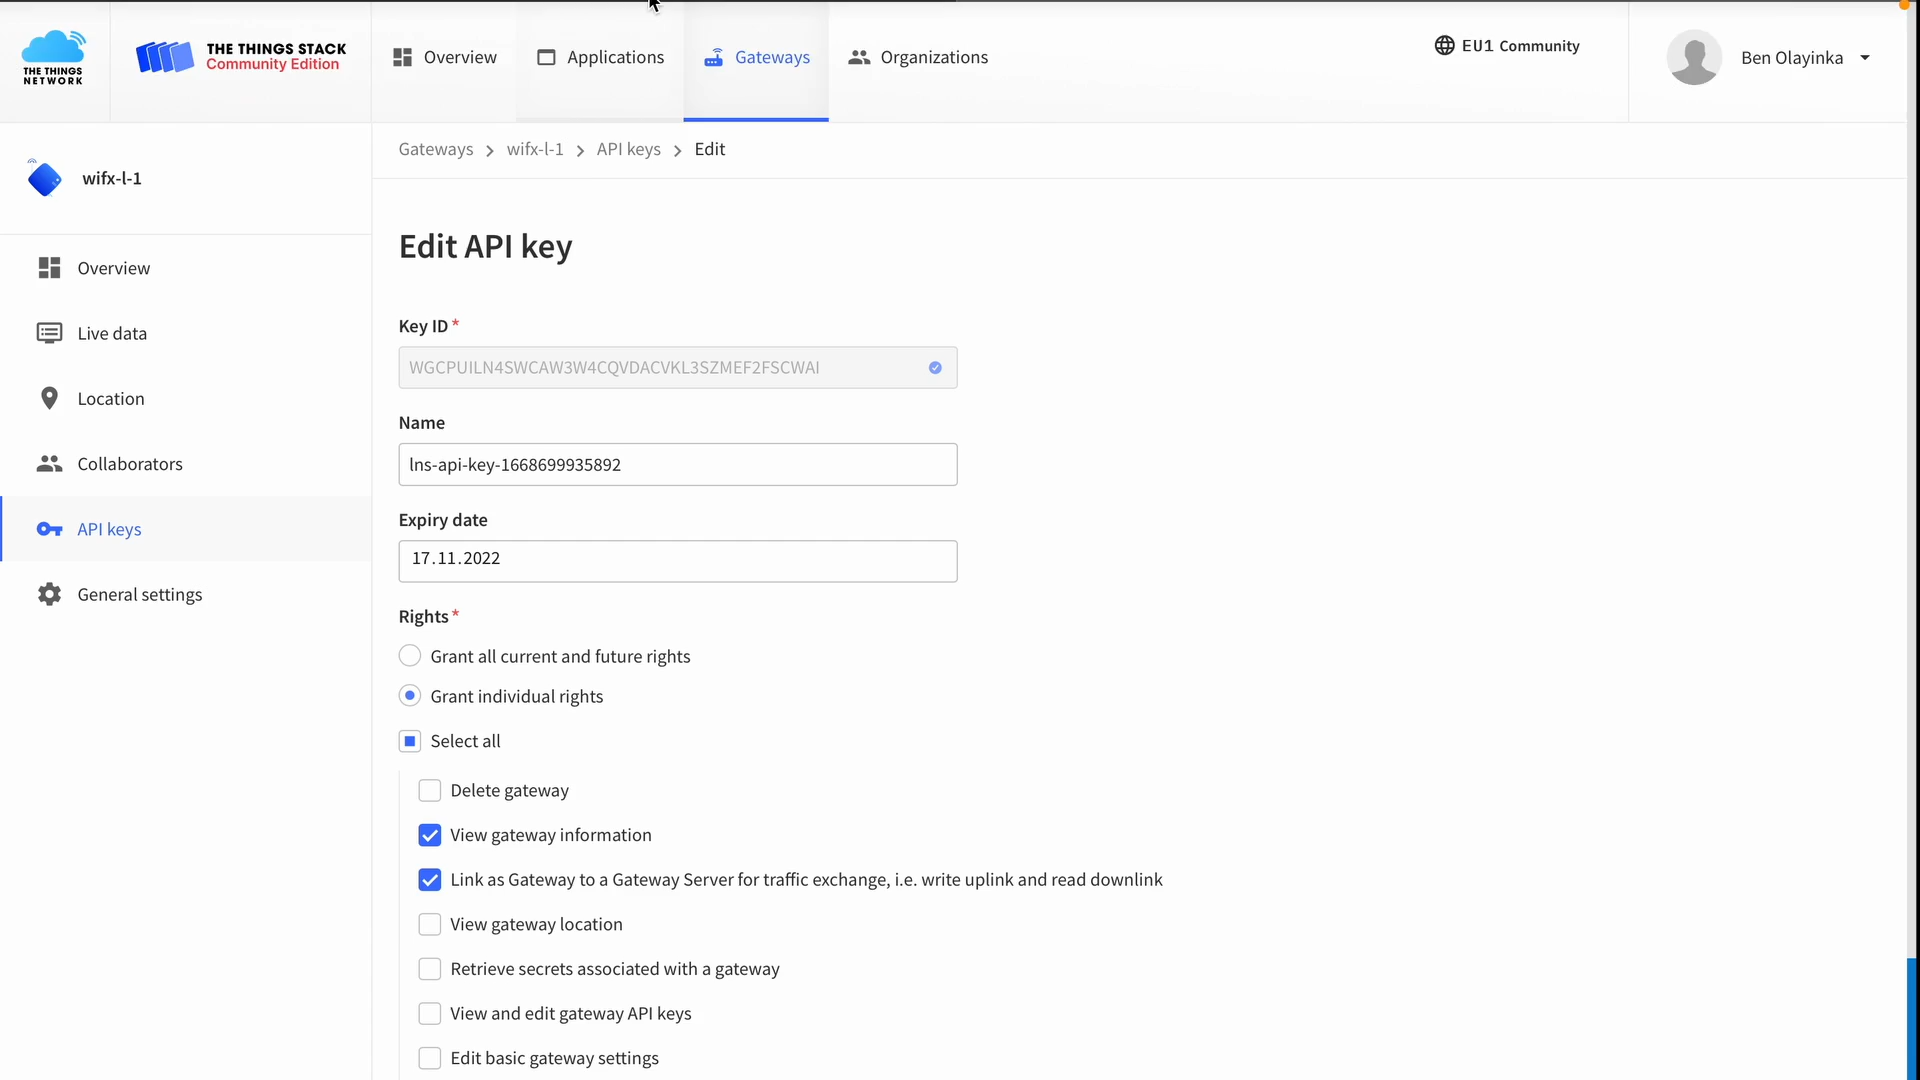 THE THINGS
NETWORK
THE THINGS STACK
Community Edition
Overview
Applications
Gateways
Organizations
EU1 Community
Ben Olayinka
wifx-l-1
Overview
Live data
Location
Collaborators
API keys
General settings
Gateways > wifx-l-1 > API keys > Edit
Edit API key
Key ID *
WGCPUILN4SWCAW3W4CQVDACVKL3SZMEF2FSCWAI
Name
lns-api-key-1668699935892
Expiry date
17.11.2022
Rights *
Grant all current and future rights
Grant individual rights
Select all
Delete gateway
View gateway information
Link as Gateway to a Gateway Server for traffic exchange, i.e. write uplink and read downlink
View gateway location
Retrieve secrets associated with a gateway
View and edit gateway API keys
Edit basic gateway settings